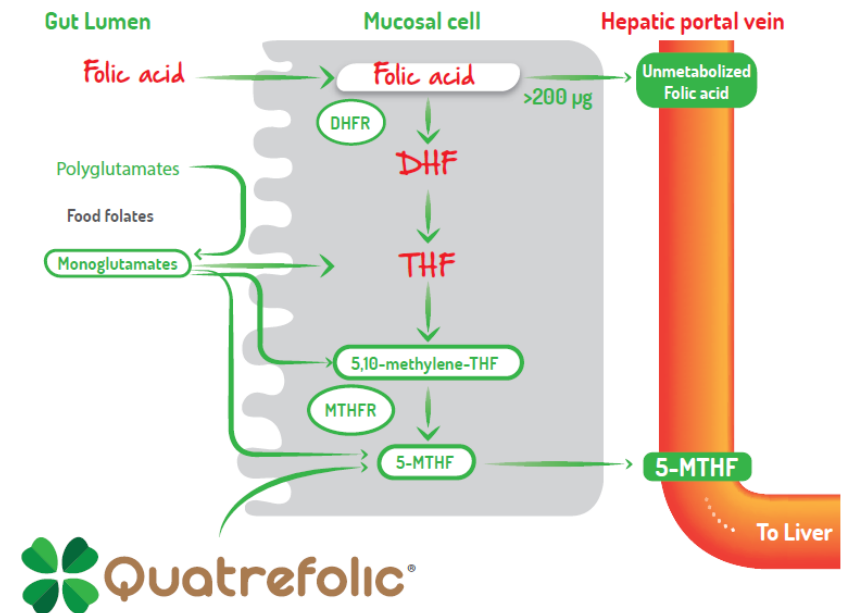 Gut Lumen
Mucosal cell
Hepatic portal vein
Folic acid
Folic acid
Unmetabolized
Folic acid
>200 µg
DHFR
DHF
Polyglutamates
Food folates
Monoglutamates
THF
5,10-methylene-THF
MTHFR
5-MTHF
5-MTHF
To Liver
Quatrefolic®